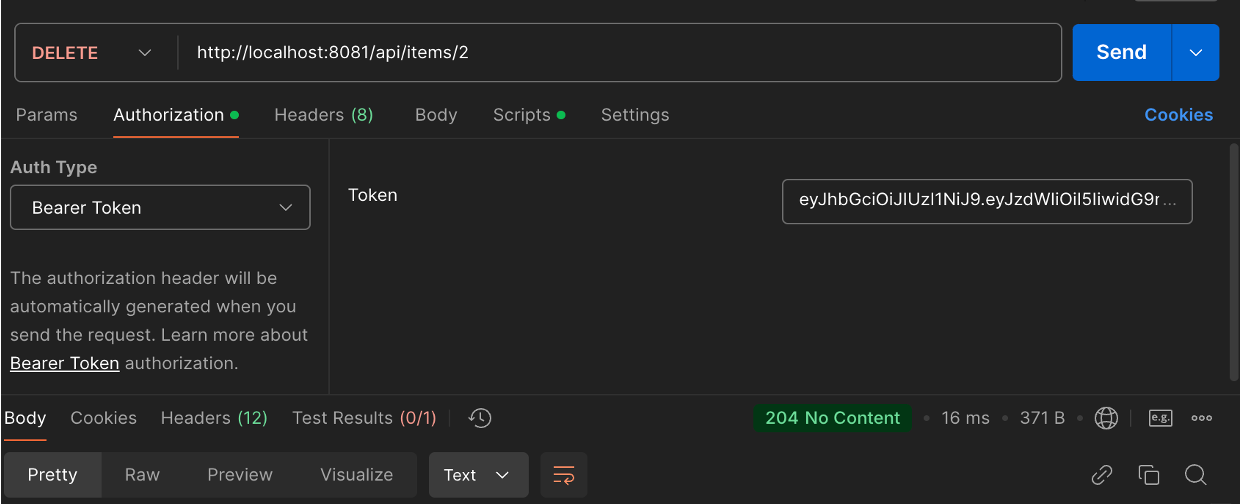 DELETE http://localhost:8081/api/items/2 Send
Params Authorization Headers (8) Body Scripts Settings Cookies
Auth Type
Bearer Token
The authorization header will be
automatically generated when you
send the request. Learn more about
Bearer Token authorization.
Token
eyJhbGciOiJIUzI1NiJ9.eyJzdWIiOiI5IiwidG9r...
Body Cookies Headers (12) Test Results (0/1) 204 No Content • 16 ms • 371 B • e.g.
Pretty Raw Preview Visualize Text